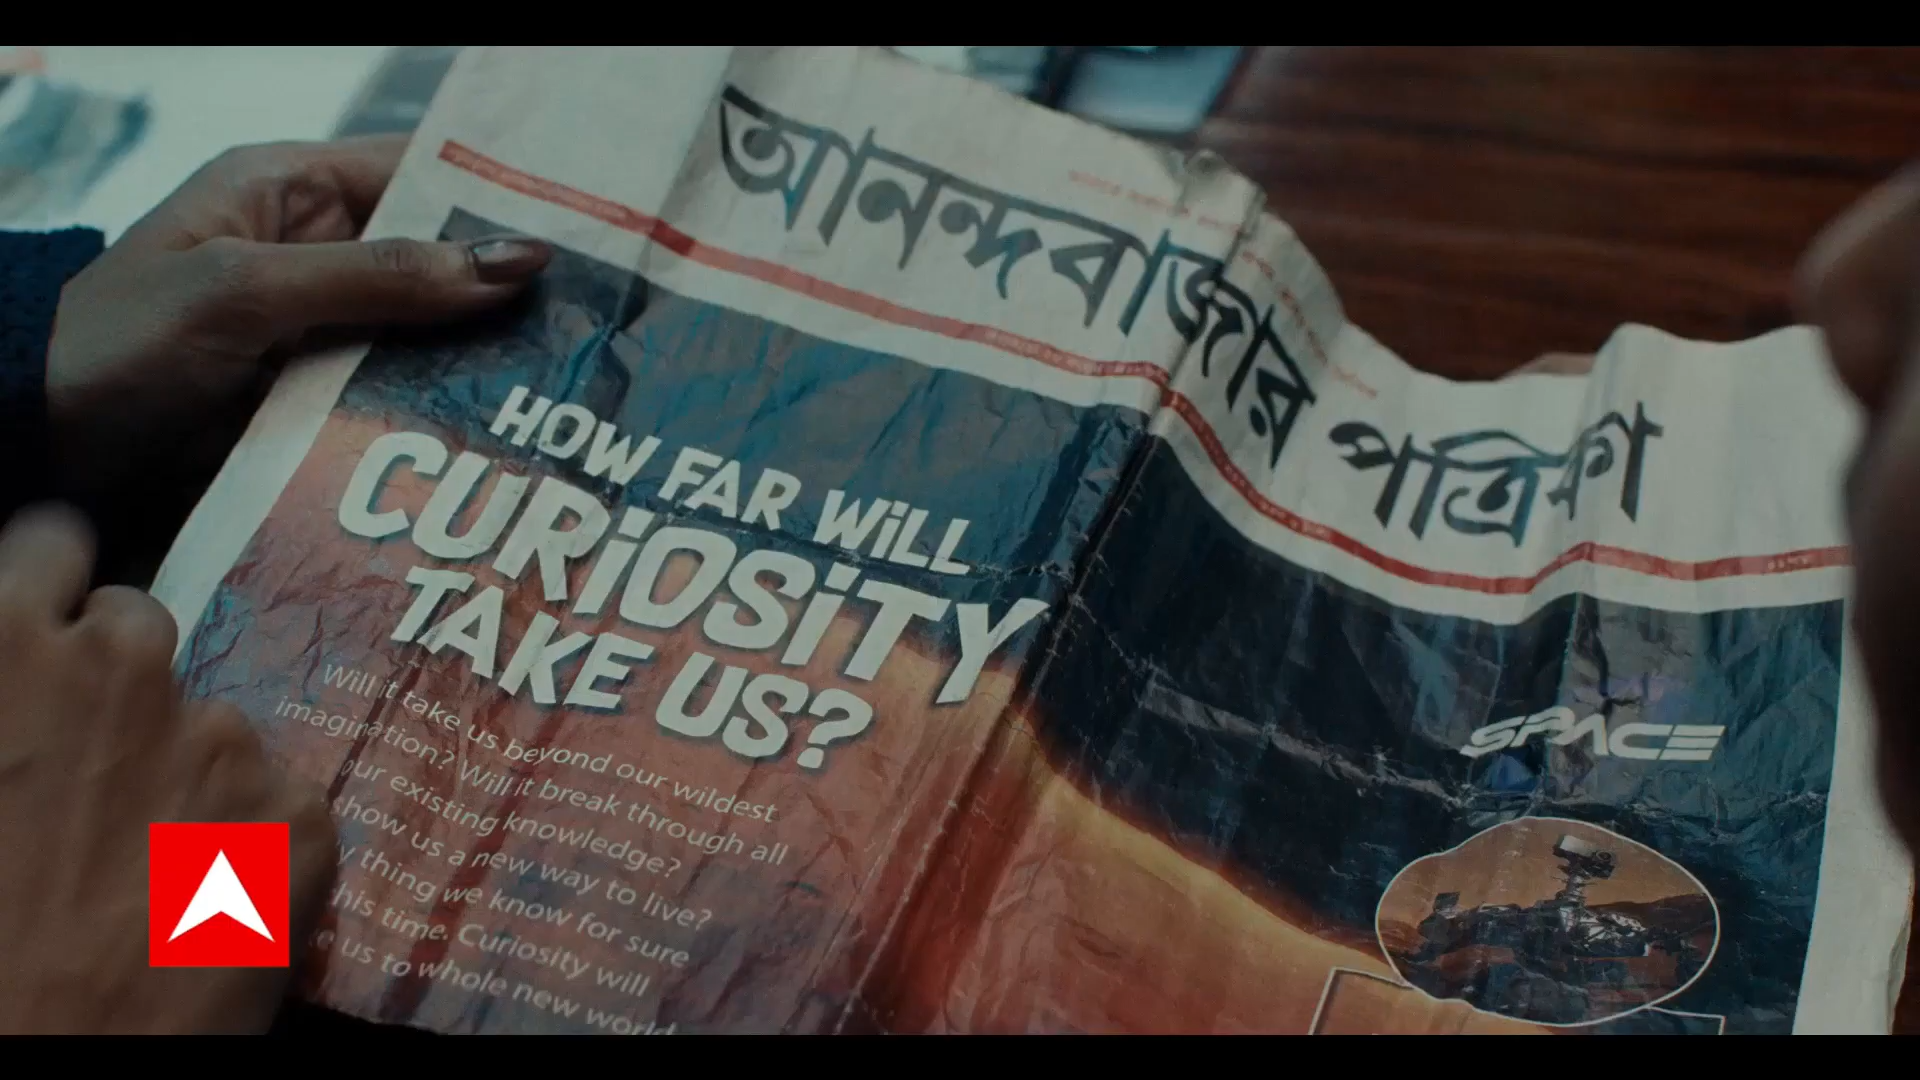 আনন্দবাজার পত্রিকা
HOW FAR WiLL
CURiOSiTY
TAKE US?
Will it take us beyond our wildest
imagination? Will it break through all
our existing knowledge?
show us a new way to live?
thing we know for sure
this time. Curiosity will
us to whole new world
SPACE